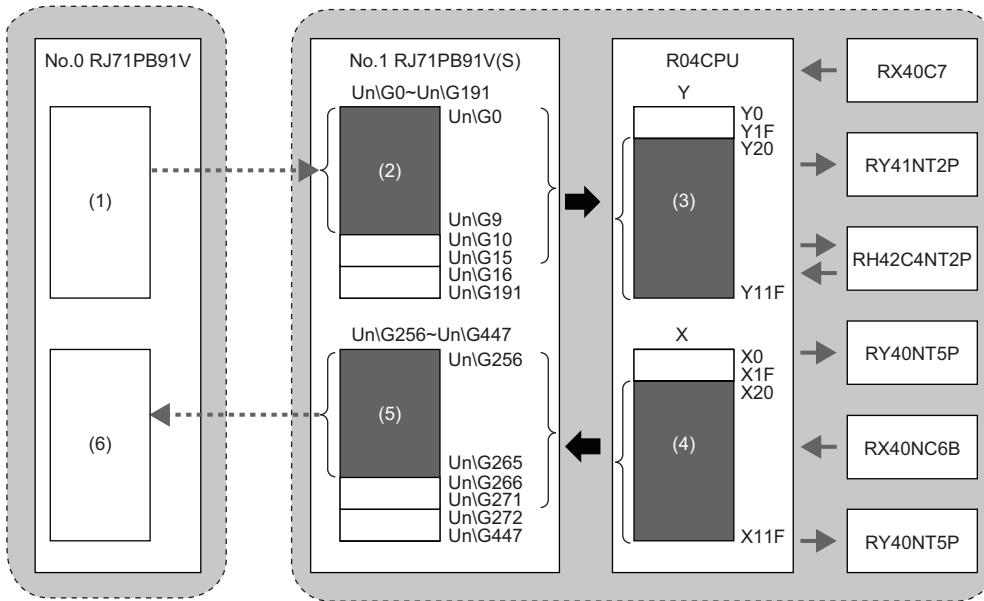 No.0 RJ71PB91V
(1)
(6)
No.1 RJ71PB91V(S)
Un\G0~Un\G191
Un\G0
(2)
Un\G9
Un\G10
Un\G15
Un\G16
Un\G191
Un\G256~Un\G447
Un\G256
(5)
Un\G265
Un\G266
Un\G271
Un\G272
Un\G447
R04CPU
Y
Y0
Y1F
Y20
(3)
Y11F
X
X0
X1F
X20
(4)
X11F
RX40C7
RY41NT2P
RH42C4NT2P
RY40NT5P
RX40NC6B
RY40NT5P